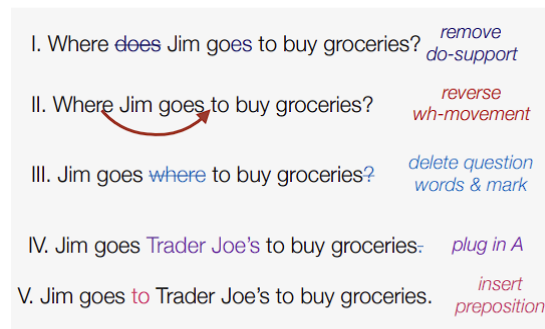 I. Where does Jim goes to buy groceries? remove
do-support
II. Where Jim goes to buy groceries? reverse
wh-movement
III. Jim goes where to buy groceries? delete question
words & mark
IV. Jim goes Trader Joe's to buy groceries. plug in A
V. Jim goes to Trader Joe's to buy groceries. insert
preposition